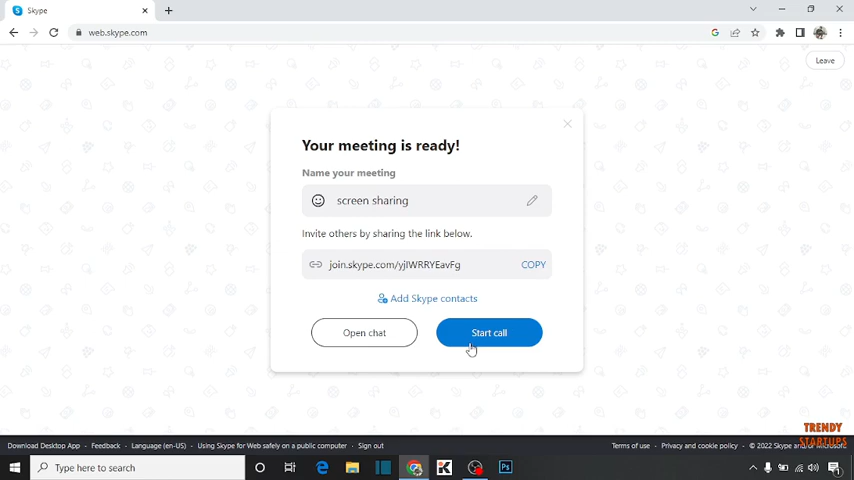 Skype
web.skype.com
Leave
Your meeting is ready!
Name your meeting
screen sharing
Invite others by sharing the link below.
join.skype.com/yjIWRRYEavFg
COPY
Add Skype contacts
Open chat
Start call
TRENDY
STARTUPS
Download Desktop App • Feedback • Language (en-US) • Using Skype for Web safely on a public computer • Sign out
Terms of use • Privacy and cookie policy • © 2022 Skype and/or Microsoft
Type here to search